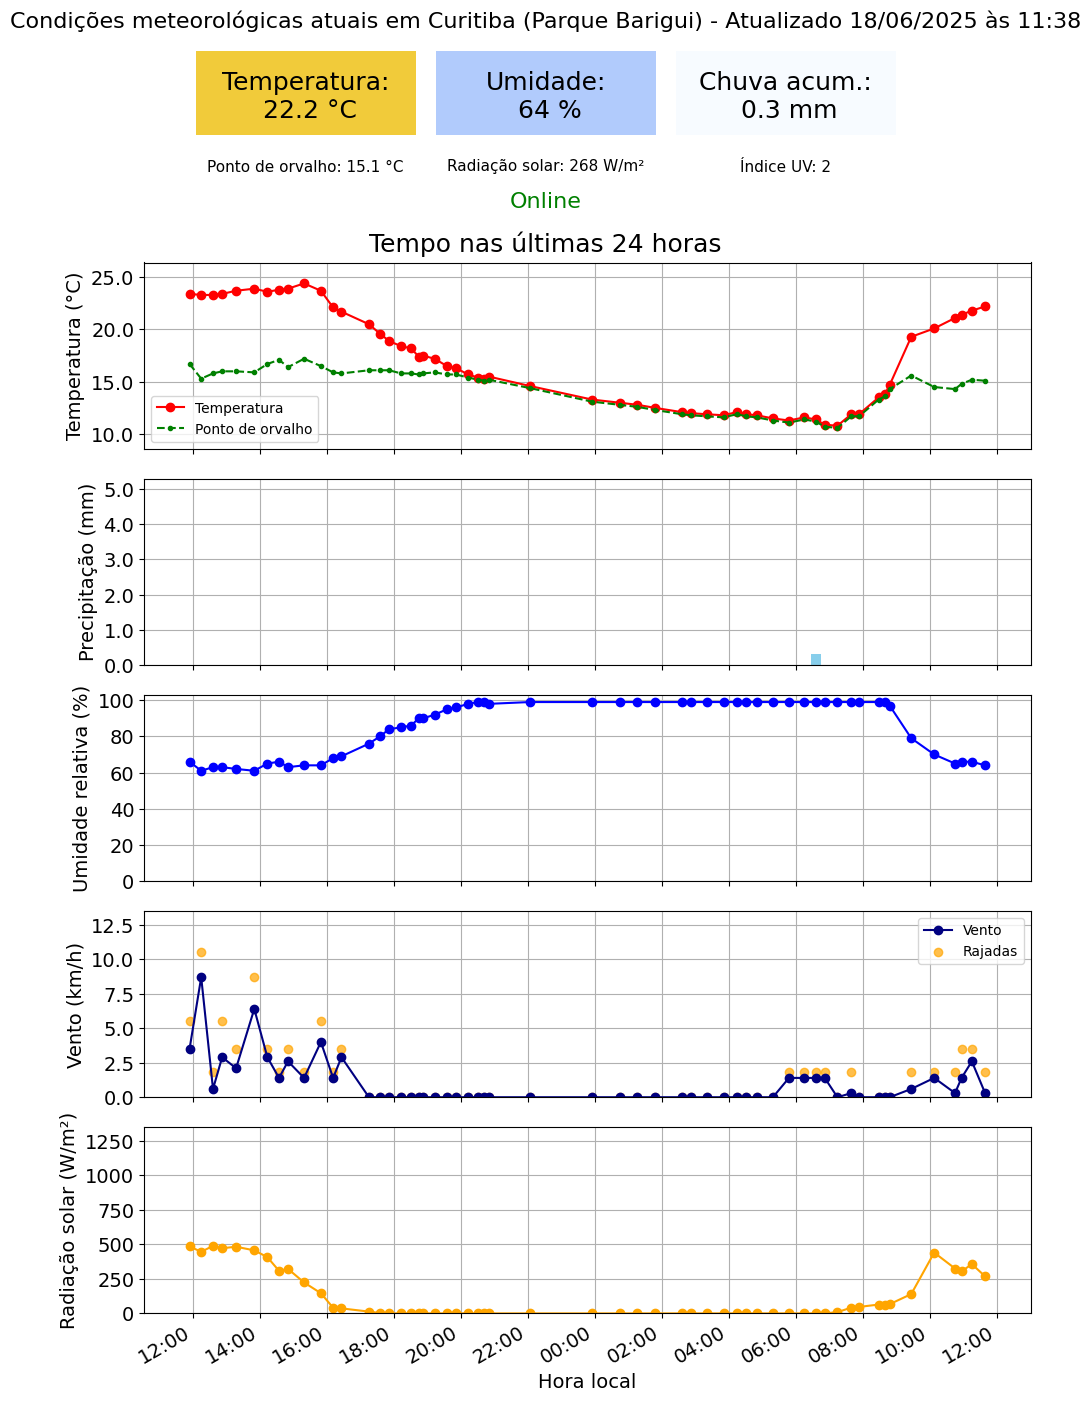 Condições meteorológicas atuais em Curitiba (Parque Barigui) - Atualizado 18/06/2025 às 11:38
Temperatura:
22.2 °C
Umidade:
64 %
Chuva acum.:
0.3 mm
Ponto de orvalho: 15.1 °C
Radiação solar: 268 W/m²
Índice UV: 2
Online
Tempo nas últimas 24 horas
Temperatura (°C)
25.0
20.0
15.0
10.0
Temperatura
Ponto de orvalho
Precipitação (mm)
5.0
4.0
3.0
2.0
1.0
0.0
Umidade relativa (%)
100
80
60
40
20
0
Vento (km/h)
12.5
10.0
7.5
5.0
2.5
0.0
Vento
Rajadas
Radiação solar (W/m²)
1250
1000
750
500
250
0
12:00
14:00
16:00
18:00
20:00
22:00
00:00
02:00
04:00
06:00
08:00
10:00
12:00
Hora local